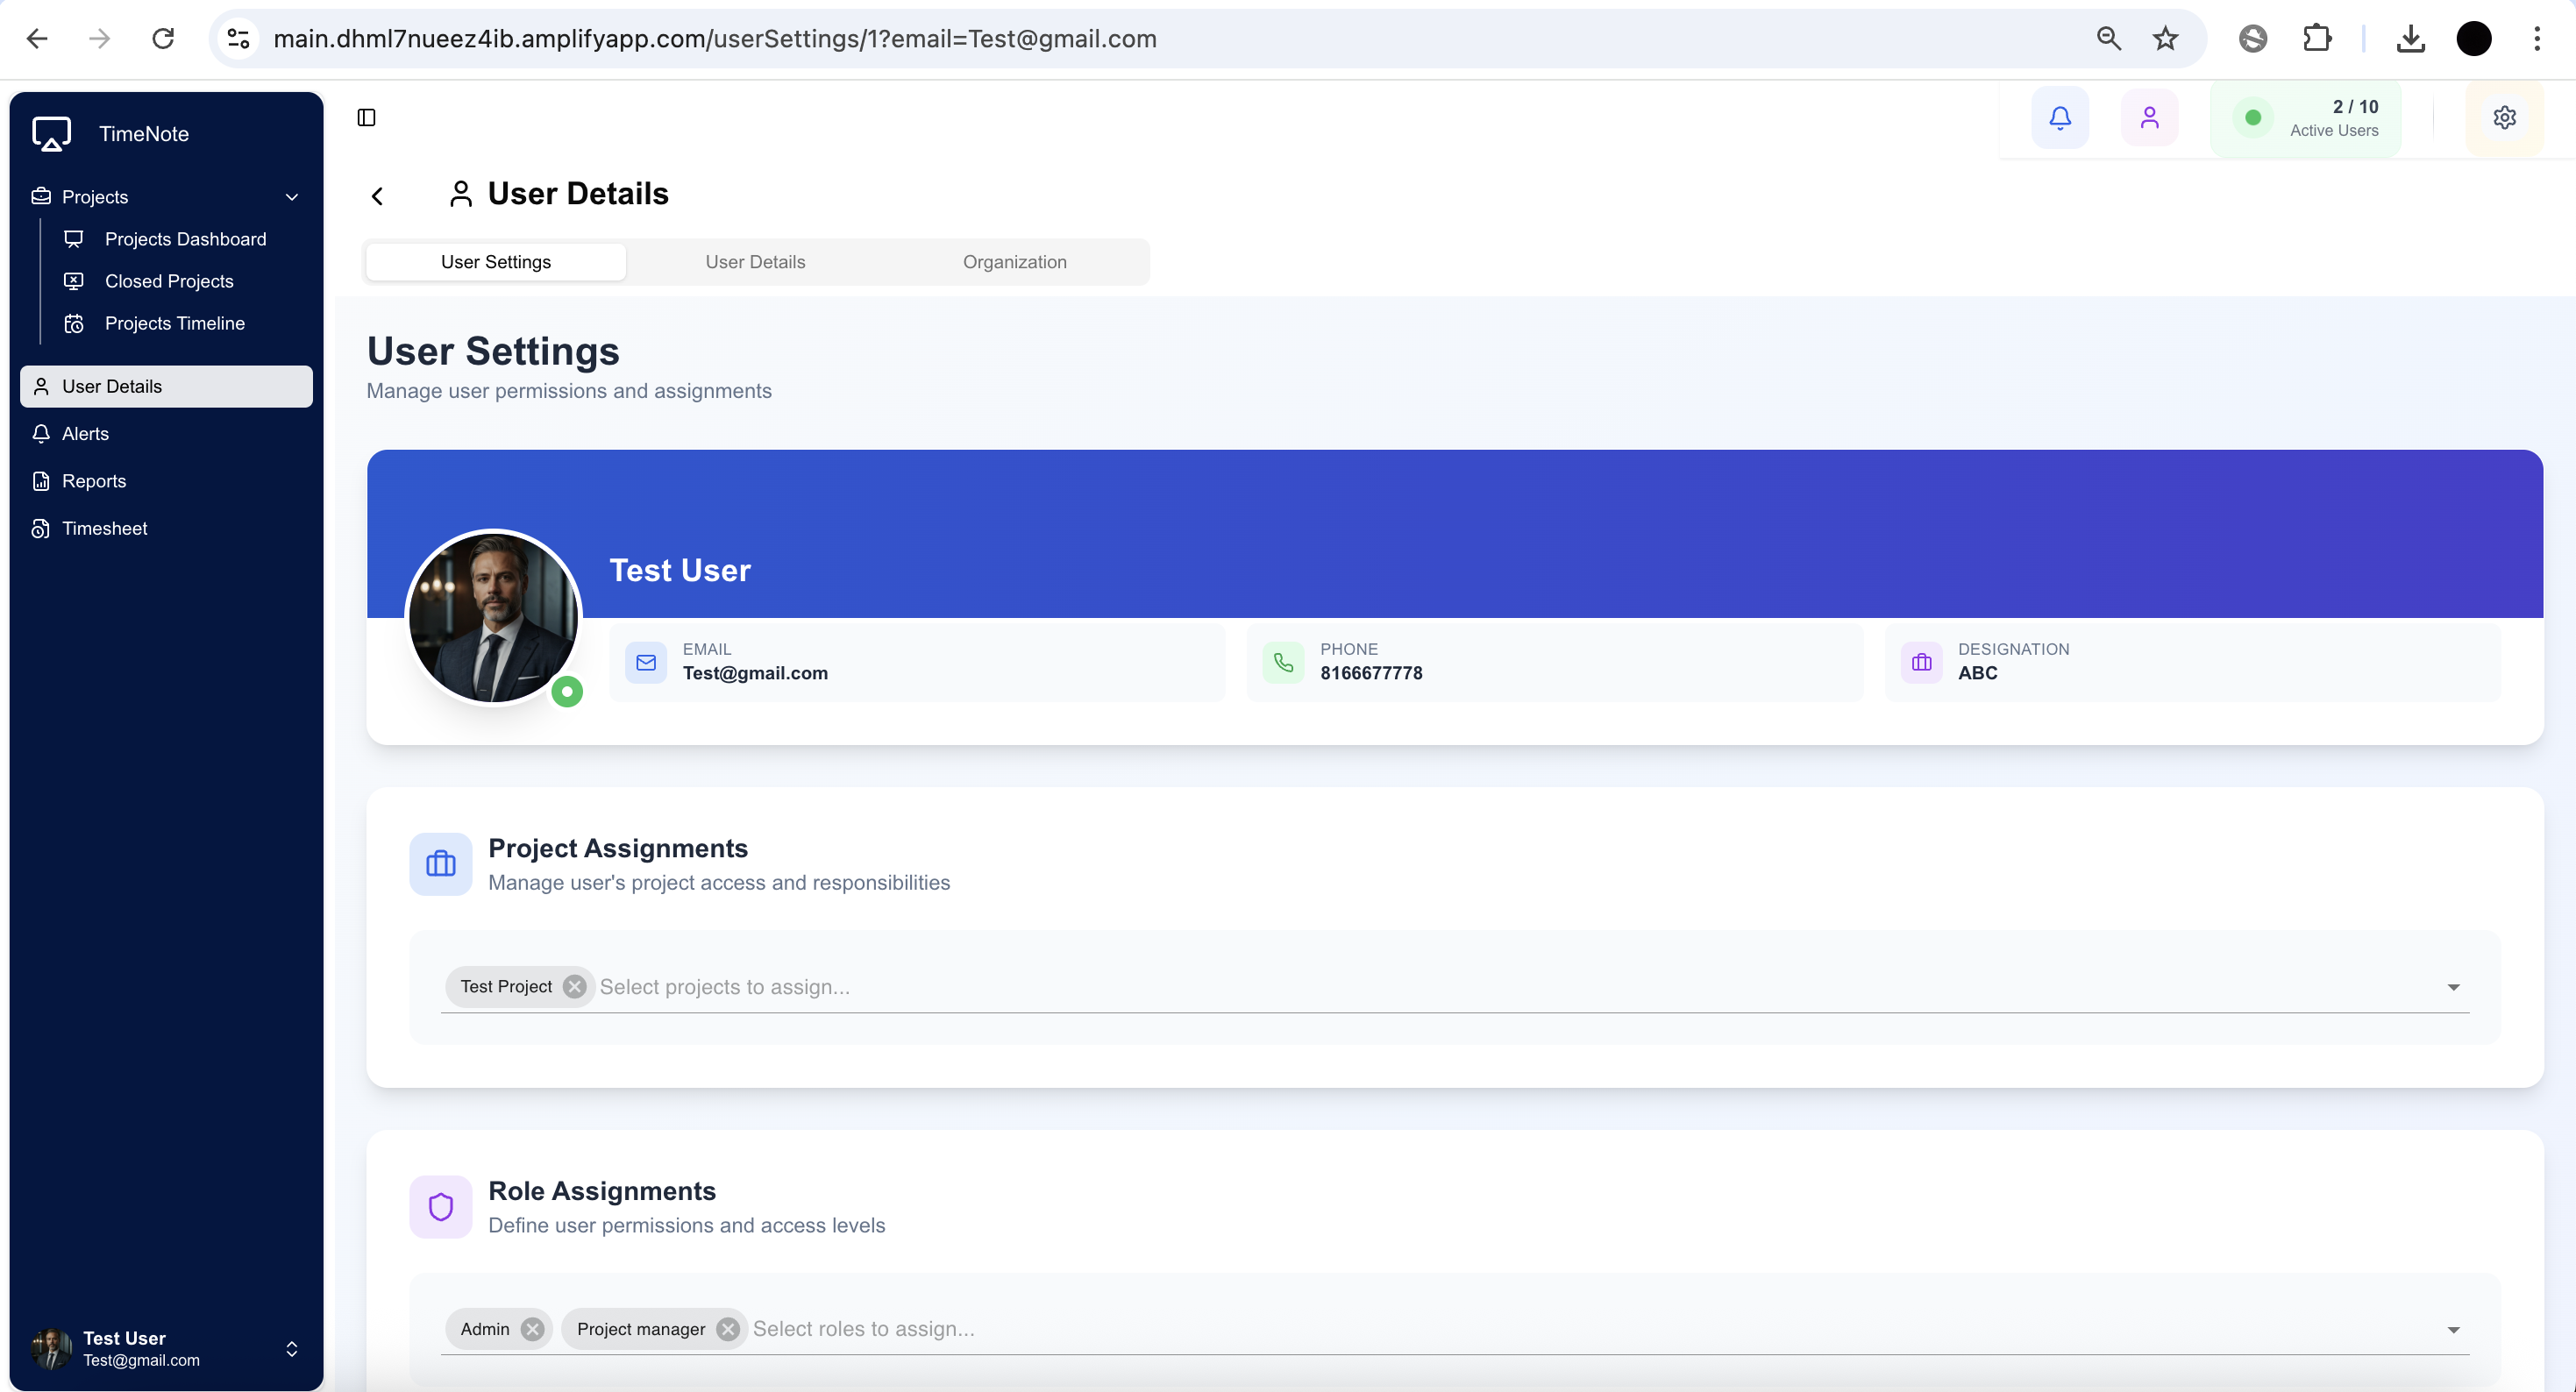 main.dhml7nueez4ib.amplifyapp.com/userSettings/1?email=Test@gmail.com
TimeNote
Projects
Projects Dashboard
Closed Projects
Projects Timeline
User Details
Alerts
Reports
Timesheet
Test User
Test@gmail.com
2 / 10
Active Users
User Details
User Settings
User Details
Organization
User Settings
Manage user permissions and assignments
Test User
EMAIL
Test@gmail.com
PHONE
8166677778
DESIGNATION
ABC
Project Assignments
Manage user's project access and responsibilities
Test Project
Select projects to assign...
Role Assignments
Define user permissions and access levels
Admin
Project manager
Select roles to assign...